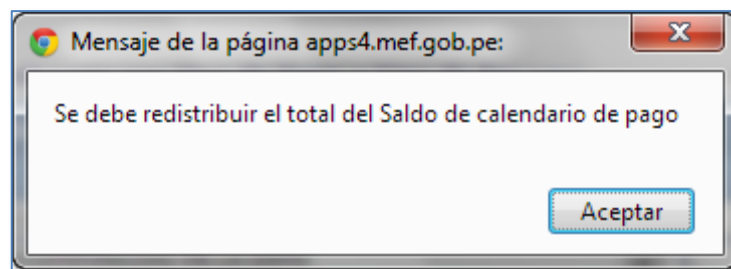 Mensaje de la página apps4.mef.gob.pe:
Se debe redistribuir el total del Saldo de calendario de pago
Aceptar